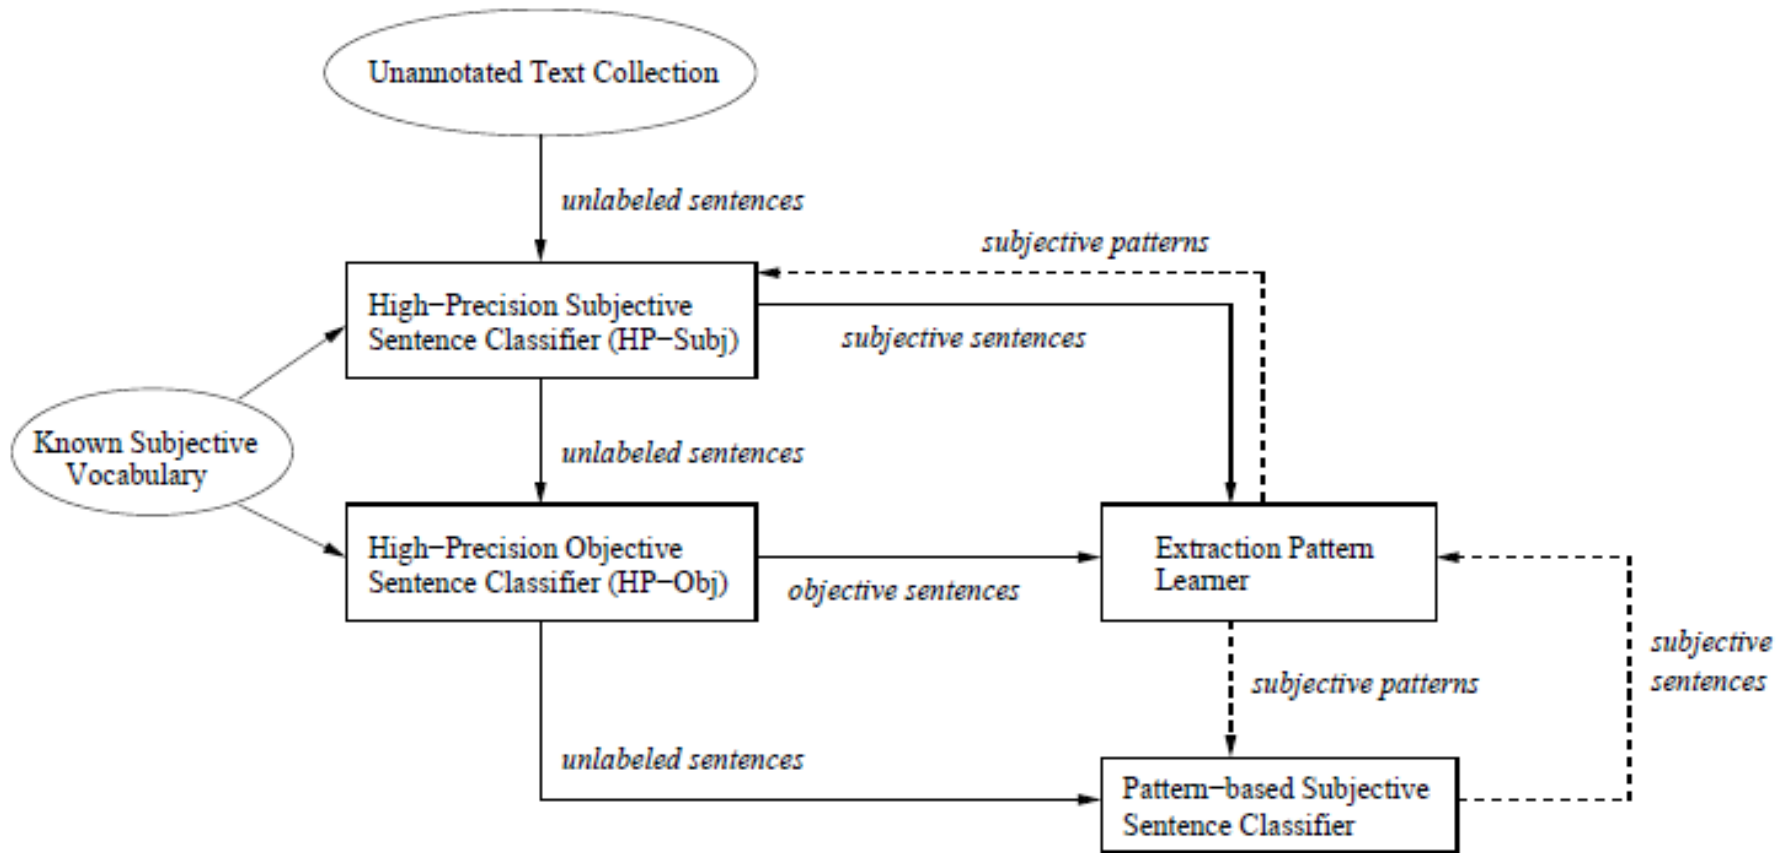 Unannotated Text Collection
unlabeled sentences
subjective patterns
High−Precision Subjective
Sentence Classifier (HP−Subj)
subjective sentences
Known Subjective
Vocabulary
unlabeled sentences
High−Precision Objective
Sentence Classifier (HP−Obj)
objective sentences
Extraction Pattern
Learner
subjective patterns
subjective
sentences
unlabeled sentences
Pattern−based Subjective
Sentence Classifier